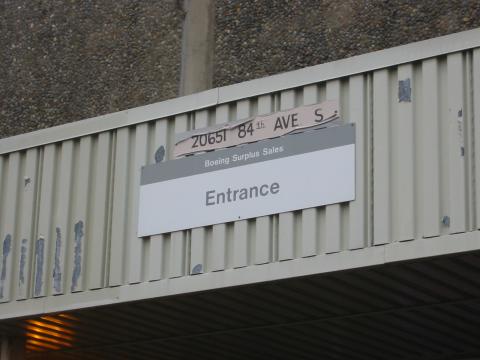 20651 84th AVE S.
Boeing Surplus Sales
Entrance